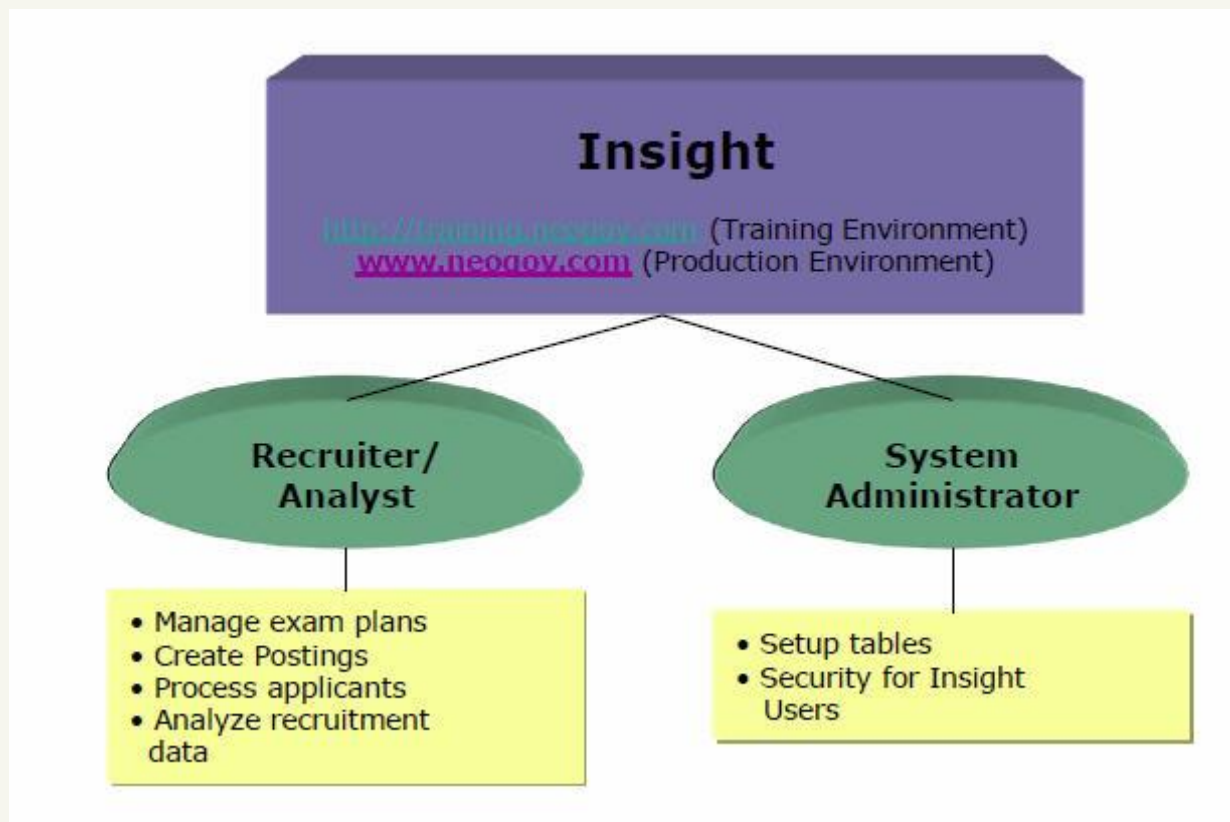 Insight
http://training.neogov.com (Training Environment)
www.neogov.com (Production Environment)
Recruiter/
Analyst
• Manage exam plans
• Create Postings
• Process applicants
• Analyze recruitment
data
System
Administrator
• Setup tables
• Security for Insight
Users